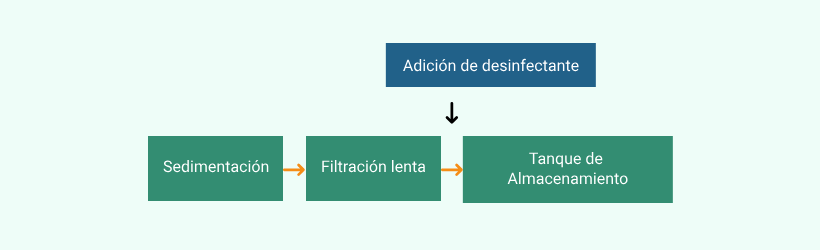 Adición de desinfectante
Sedimentación
Filtración lenta
Tanque de
Almacenamiento